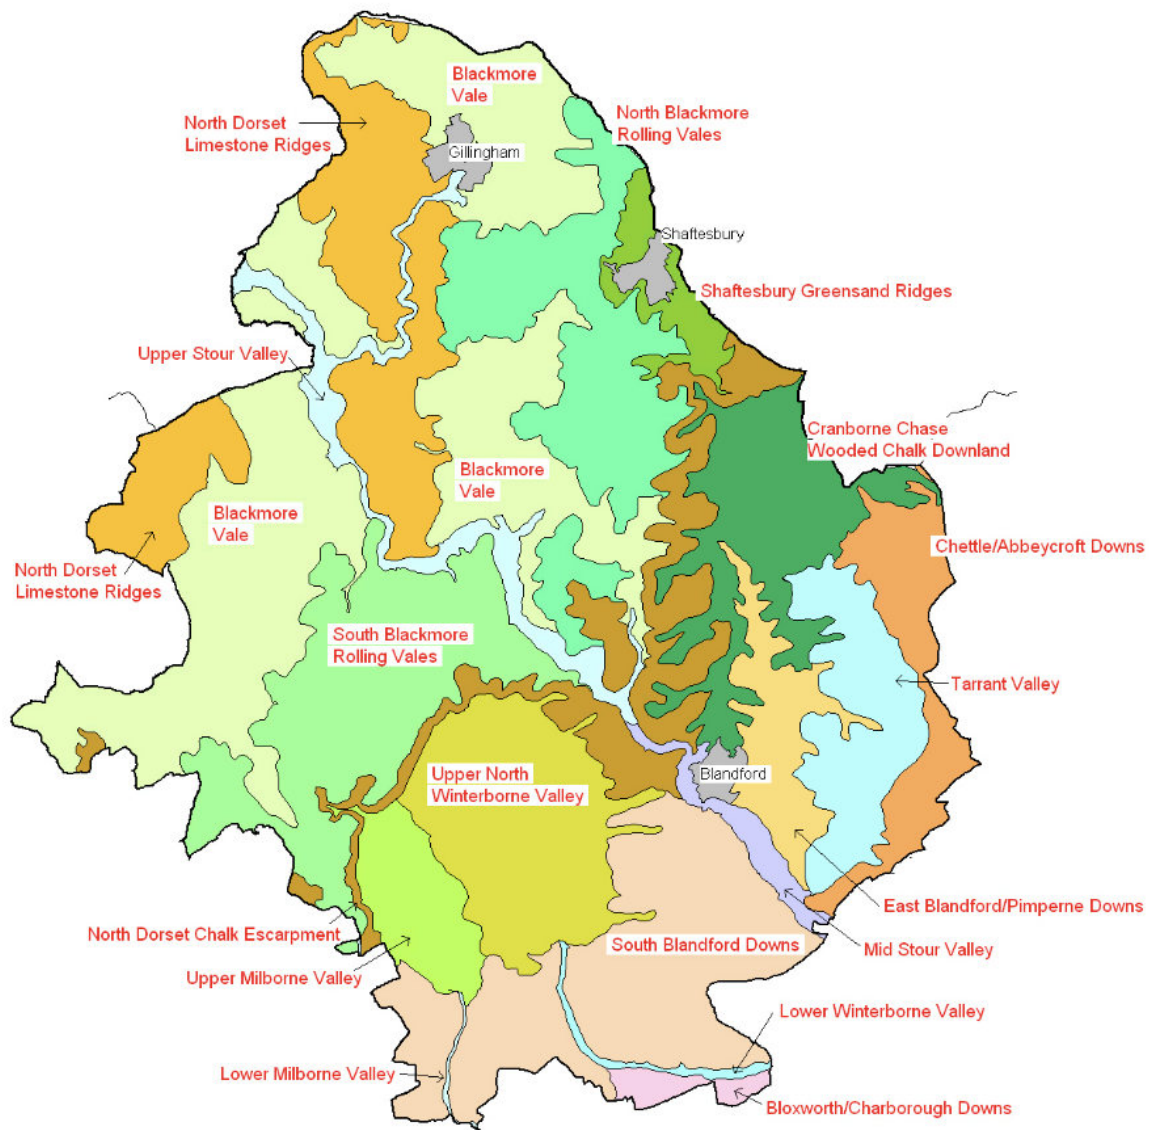 Blackmore
Vale
North Blackmore
Rolling Vales
North Dorset
Limestone Ridges
Gillingham
Shaftesbury
Shaftesbury Greensand Ridges
Upper Stour Valley
Cranborne Chase
Wooded Chalk Downland
Blackmore
Vale
Blackmore
Vale
Chettle/Abbeycroft Downs
North Dorset
Limestone Ridges
South Blackmore
Rolling Vales
Tarrant Valley
Upper North
Winterborne Valley
Blandford
East Blandford/Pimperne Downs
North Dorset Chalk Escarpment
South Blandford Downs
Mid Stour Valley
Upper Milborne Valley
Lower Winterborne Valley
Lower Milborne Valley
Bloxworth/Charborough Downs